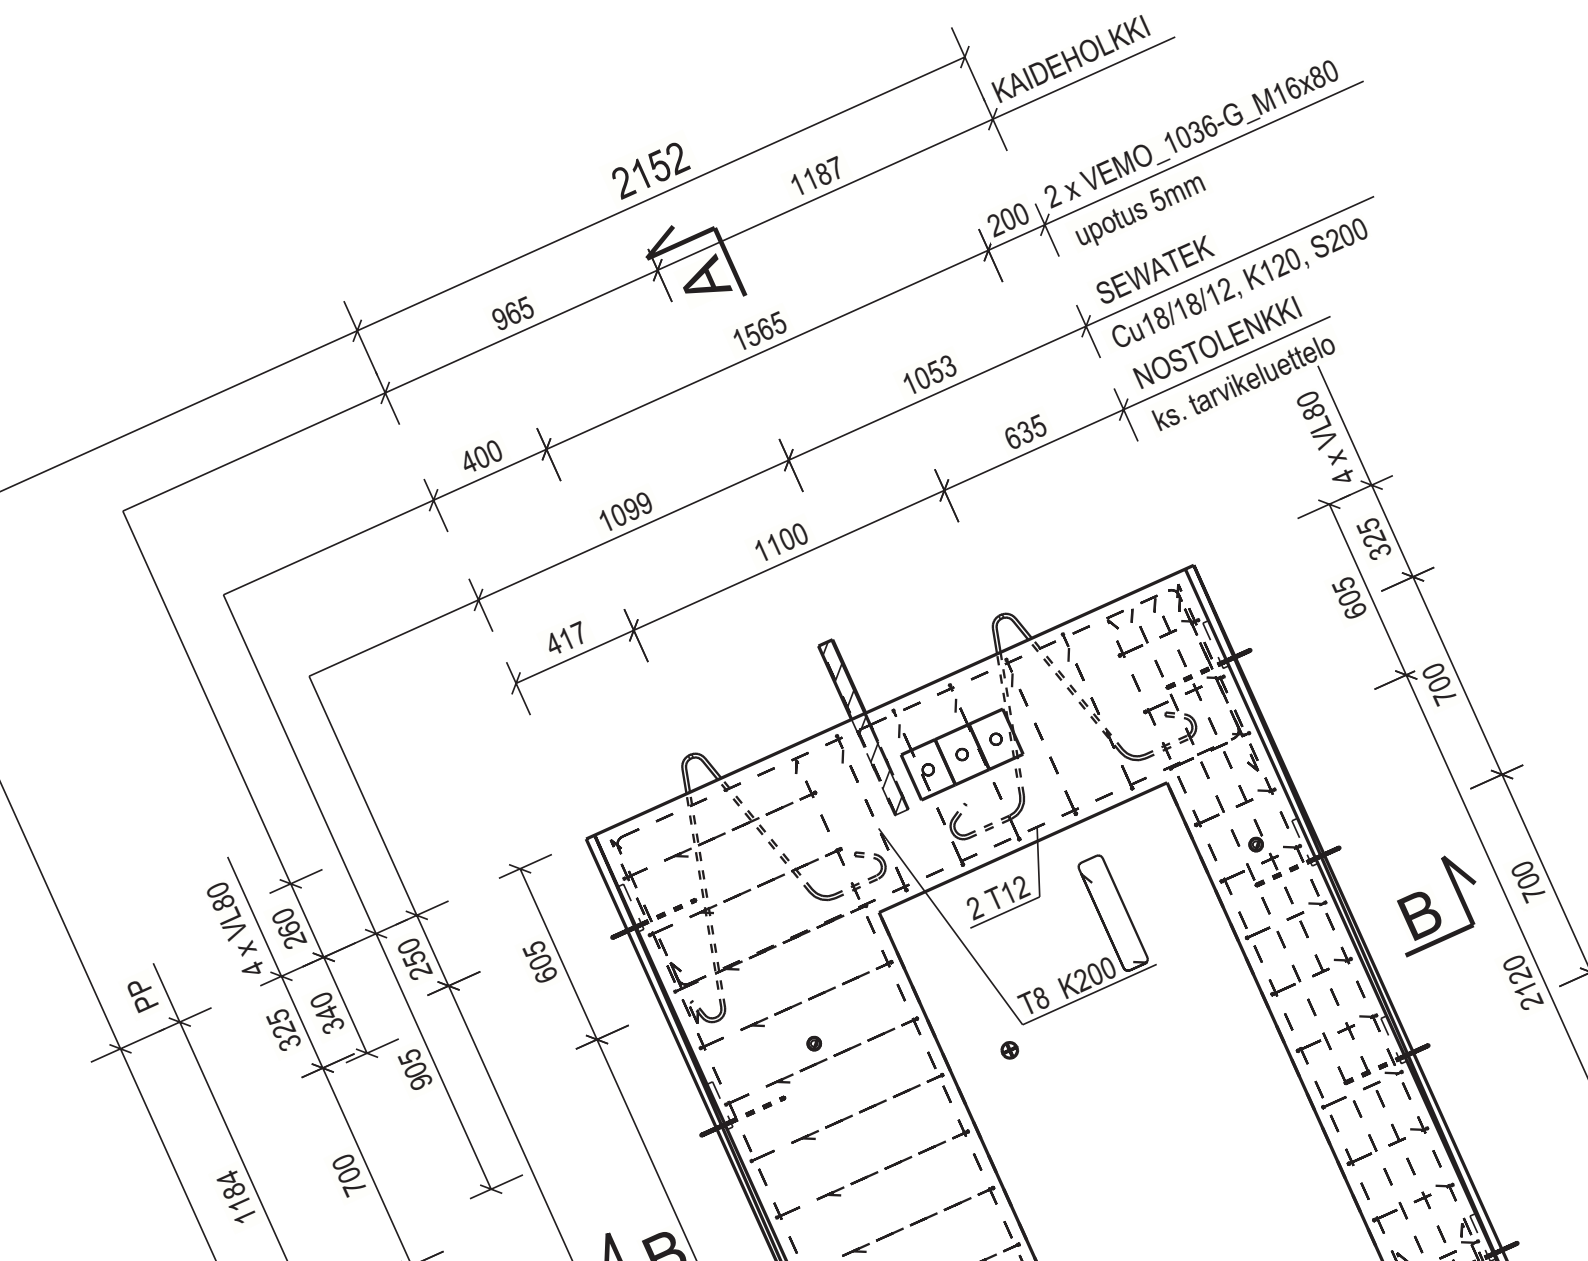 KAIDEHOLKKI
2152
1187
965
A
2 x VEMO_1036-G_M16x80
upotus 5mm
200
1565
400
SEWATEK
Cu18/18/12, K120, S200
1053
1099
NOSTOLENKKI
ks. tarvikeluettelo
635
1100
417
4 x VL80
325
605
700
700
2120
B
2 T12
T8 K200
605
4 x VL80
260
250
340
325
905
700
PP
1184
B